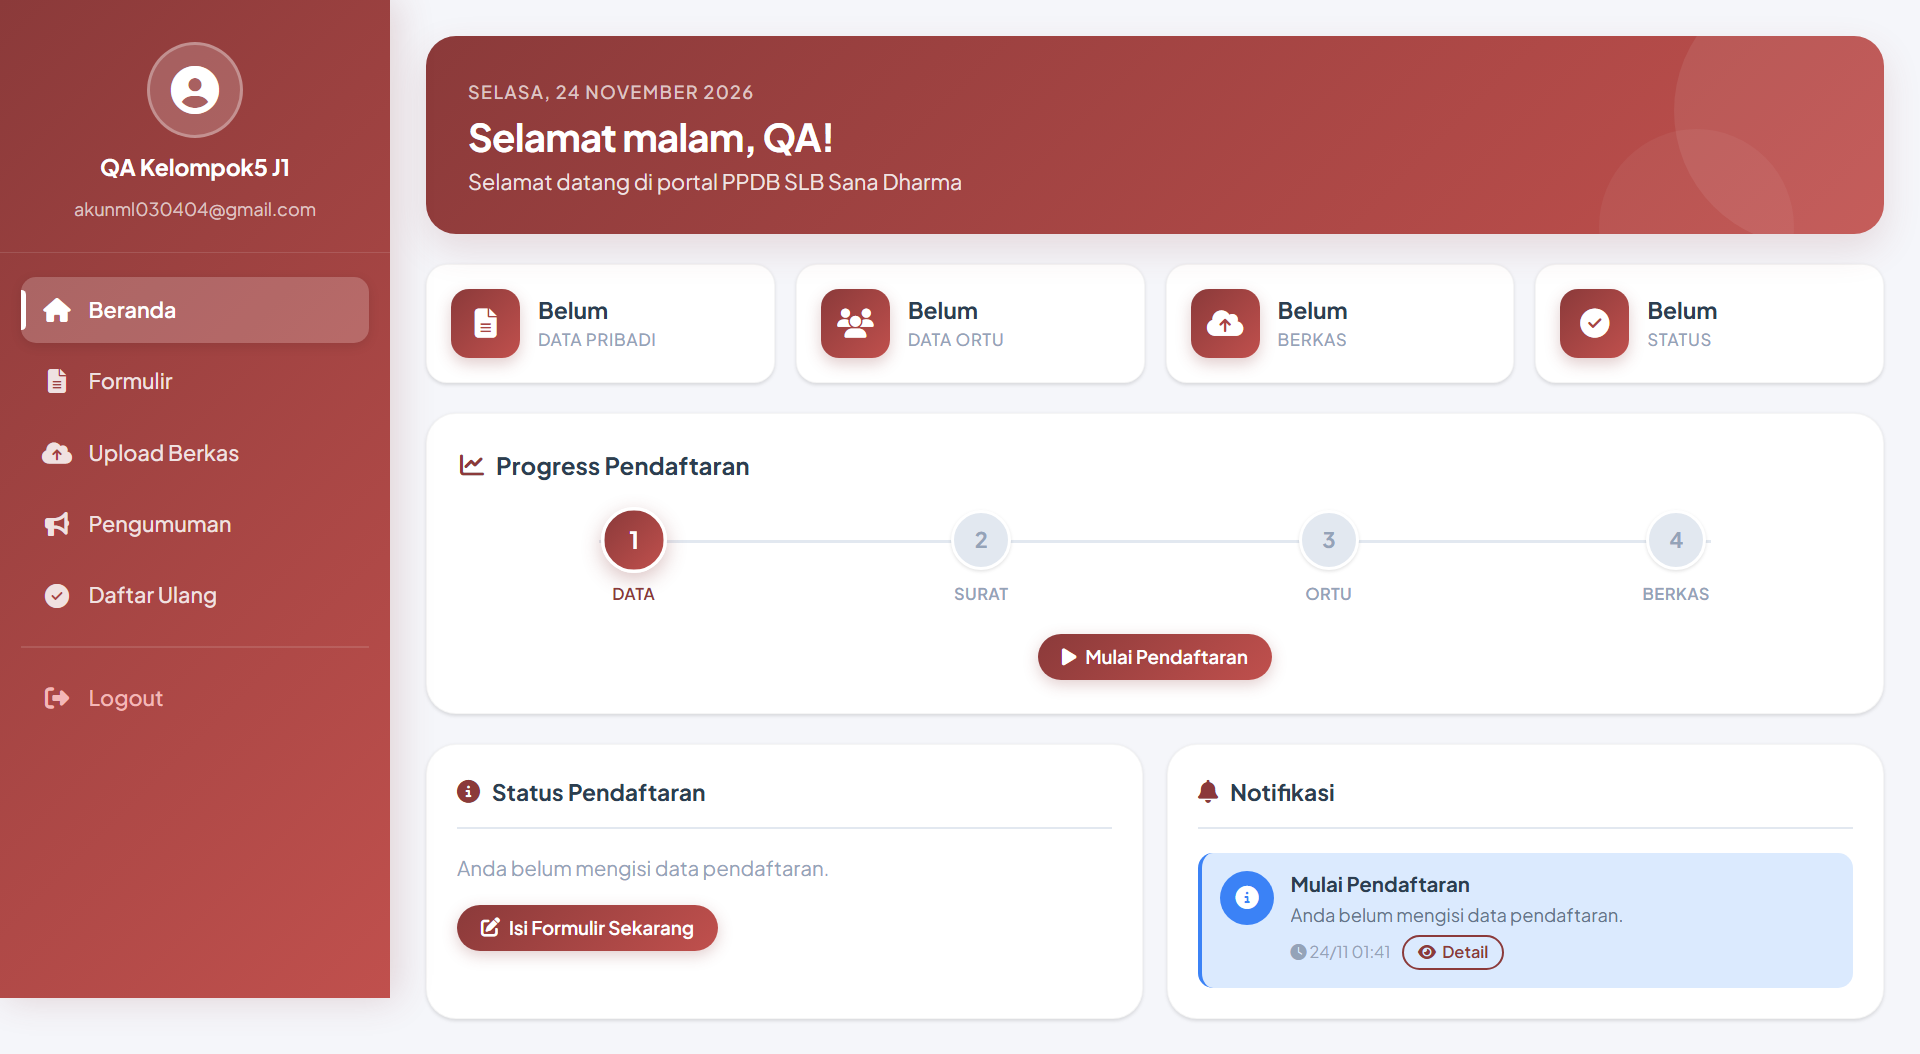 QA Kelompok5 J1
akunml030404@gmail.com
Beranda
Formulir
Upload Berkas
Pengumuman
Daftar Ulang
Logout
SELASA, 24 NOVEMBER 2026
Selamat malam, QA!
Selamat datang di portal PPDB SLB Sana Dharma
Belum
DATA PRIBADI
Belum
DATA ORTU
Belum
BERKAS
Belum
STATUS
Progress Pendaftaran
1
2
3
4
DATA
SURAT
ORTU
BERKAS
Mulai Pendaftaran
Status Pendaftaran
Anda belum mengisi data pendaftaran.
Isi Formulir Sekarang
Notifikasi
Mulai Pendaftaran
Anda belum mengisi data pendaftaran.
24/11 01:41 Detail